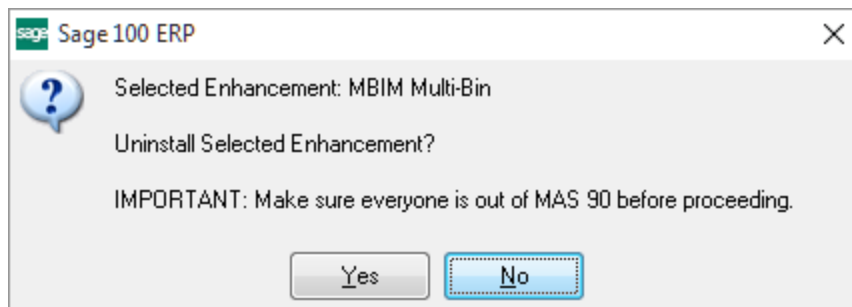 sage Sage 100 ERP
Selected Enhancement: MBIM Multi-Bin
Uninstall Selected Enhancement?
IMPORTANT: Make sure everyone is out of MAS 90 before proceeding.
Yes No